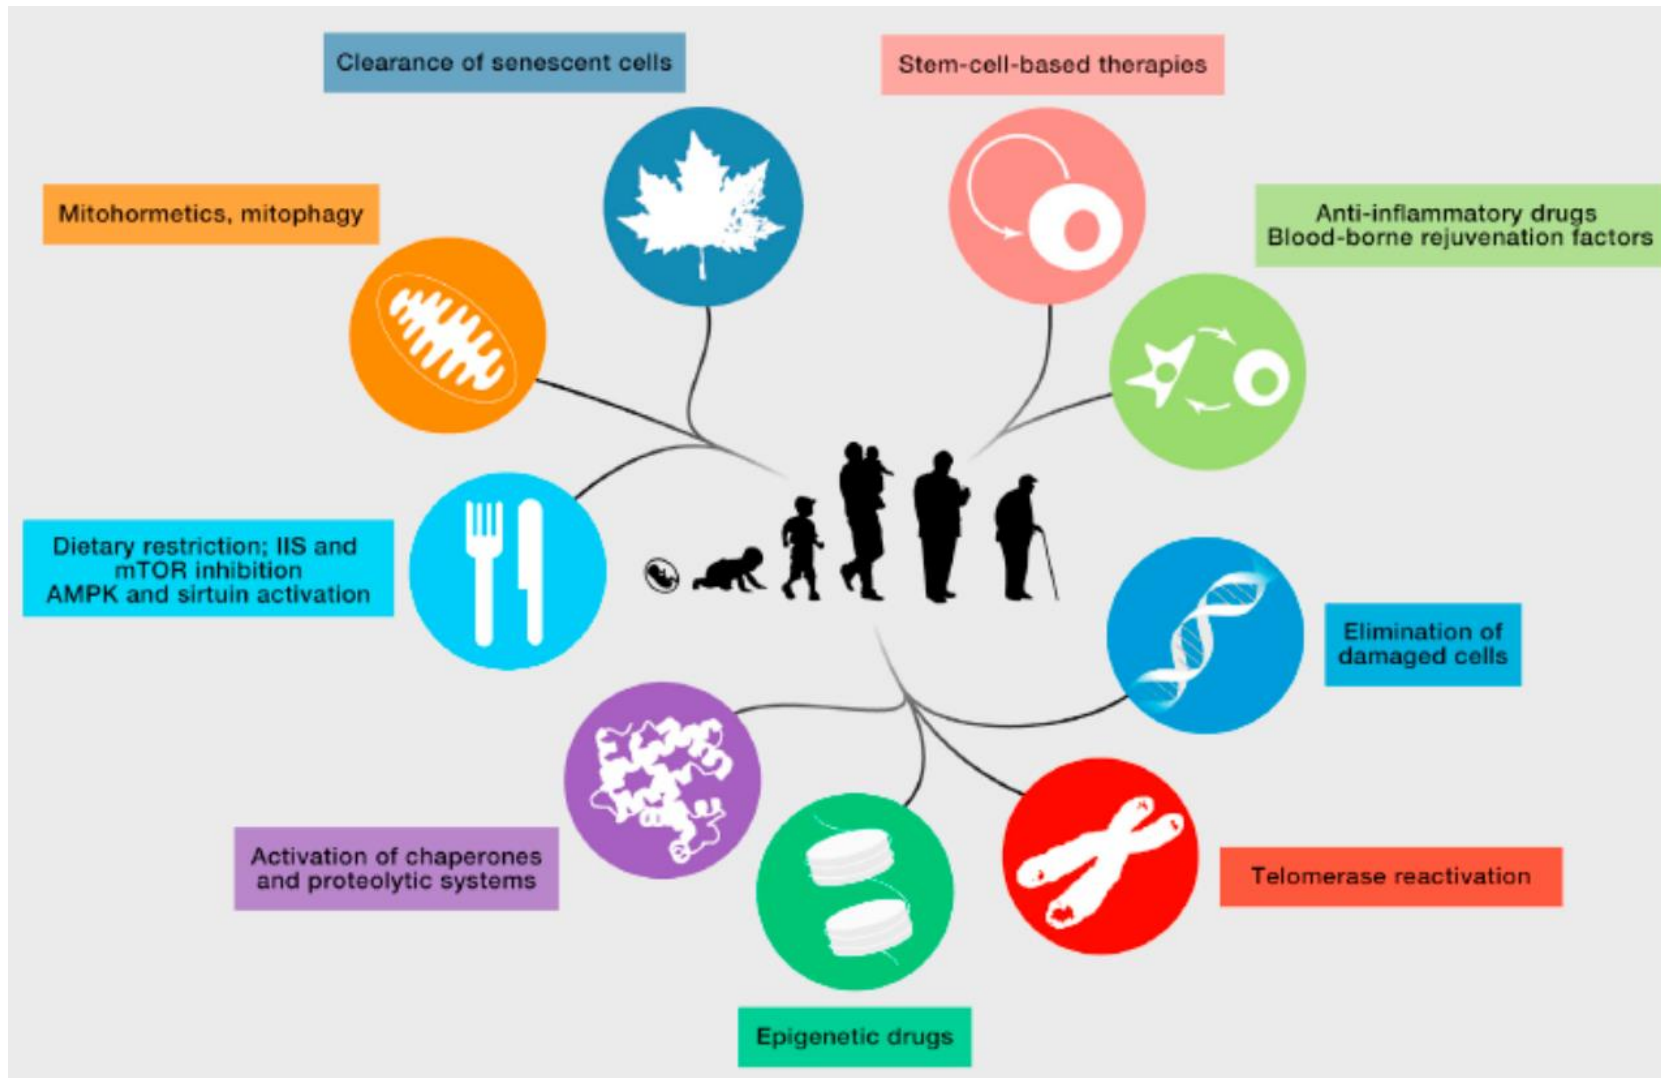 Clearance of senescent cells
Stem-cell-based therapies
Mitohormetics, mitophagy
Anti-inflammatory drugs
Blood-borne rejuvenation factors
Dietary restriction; IIS and
mTOR inhibition
AMPK and sirtuin activation
Elimination of
damaged cells
Activation of chaperones
and proteolytic systems
Telomerase reactivation
Epigenetic drugs